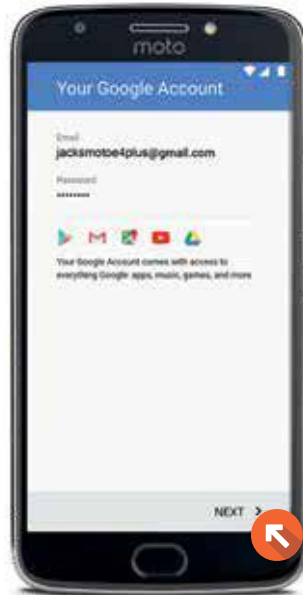 moto
Your Google Account
Email
jacksmotoe4plus@gmail.com
Password
••••••••
Your Google Account comes with access to
everything Google: apps, music, games, and more
NEXT